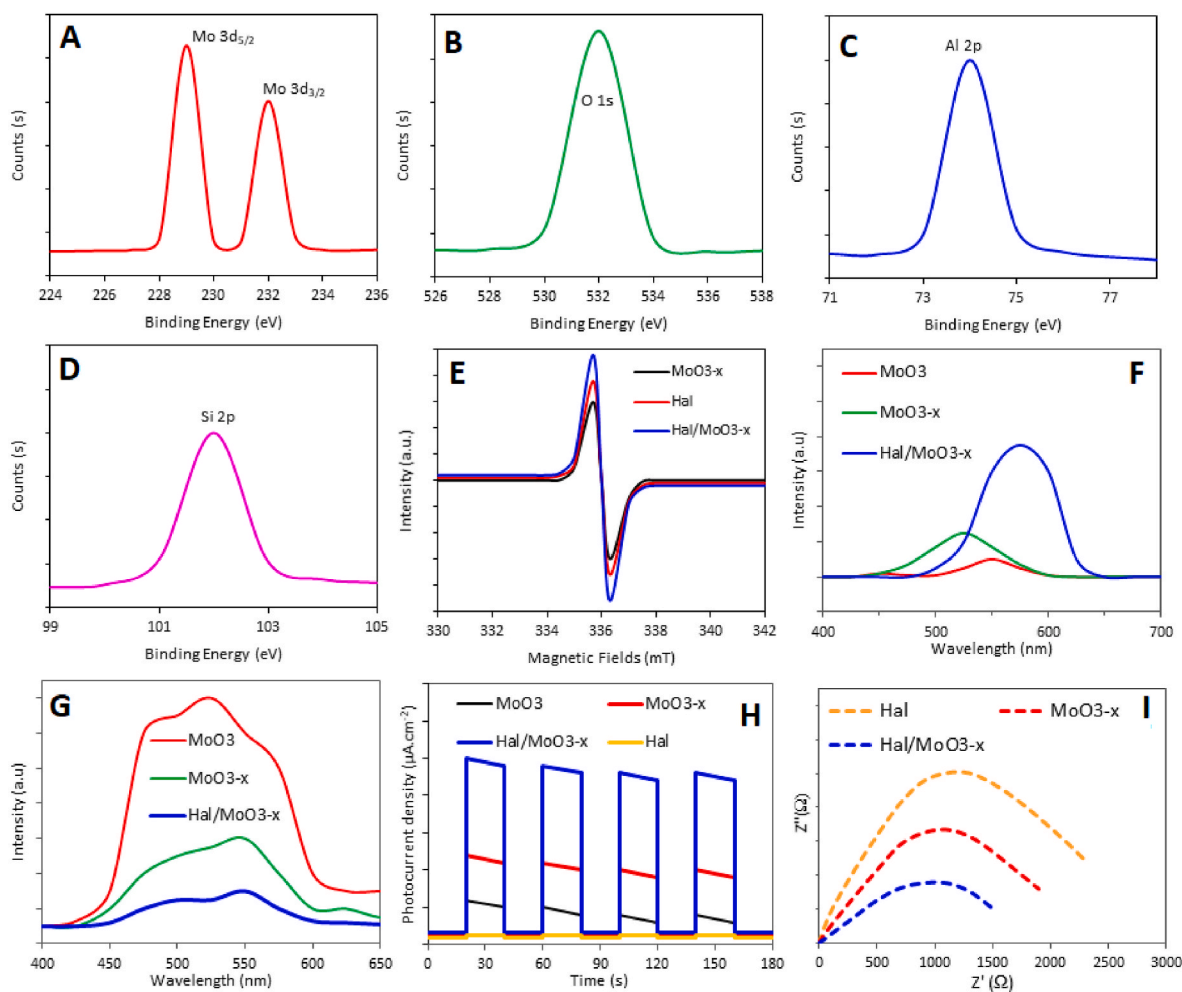 A
Mo 3d5/2
Mo 3d3/2
Counts (s)
224 226 228 230 232 234 236
Binding Energy (eV)
B
O 1s
Counts (s)
526 528 530 532 534 536 538
Binding Energy (eV)
C
Al 2p
Counts (s)
71 73 75 77
Binding Energy (eV)
D
Si 2p
Counts (s)
99 101 103 105
Binding Energy (eV)
E
MoO3-x
Hal
Hal/MoO3-x
Intensity (a.u.)
330 332 334 336 338 340 342
Magnetic Fields (mT)
F
MoO3
MoO3-x
Hal/MoO3-x
Intensity (a.u)
400 500 600 700
Wavelength (nm)
G
MoO3
MoO3-x
Hal/MoO3-x
Intensity (a.u)
400 450 500 550 600 650
Wavelength (nm)
H
MoO3 MoO3-x
Hal/MoO3-x Hal
Photocurrent density (µA.cm⁻²)
0 30 60 90 120 150 180
Time (s)
I
Hal MoO3-x
Hal/MoO3-x
Z''(Ω)
0 500 1000 1500 2000 2500 3000
Z' (Ω)